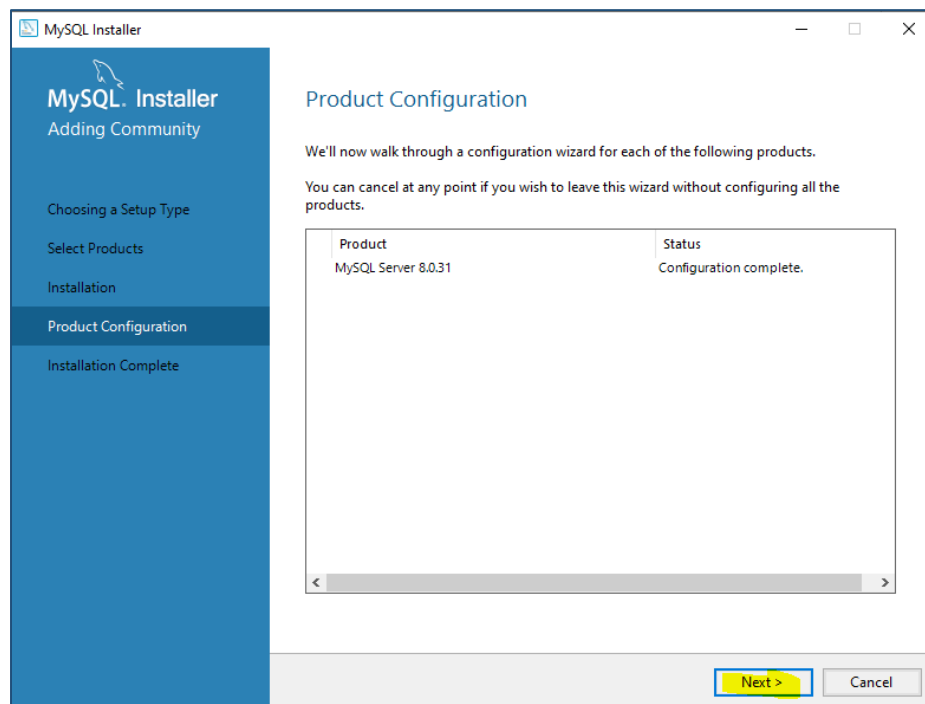 MySQL Installer
MySQL. Installer
Adding Community
Choosing a Setup Type
Select Products
Installation
Product Configuration
Installation Complete
Product Configuration
We'll now walk through a configuration wizard for each of the following products.
You can cancel at any point if you wish to leave this wizard without configuring all the
products.
Product Status
MySQL Server 8.0.31 Configuration complete.
Next > Cancel